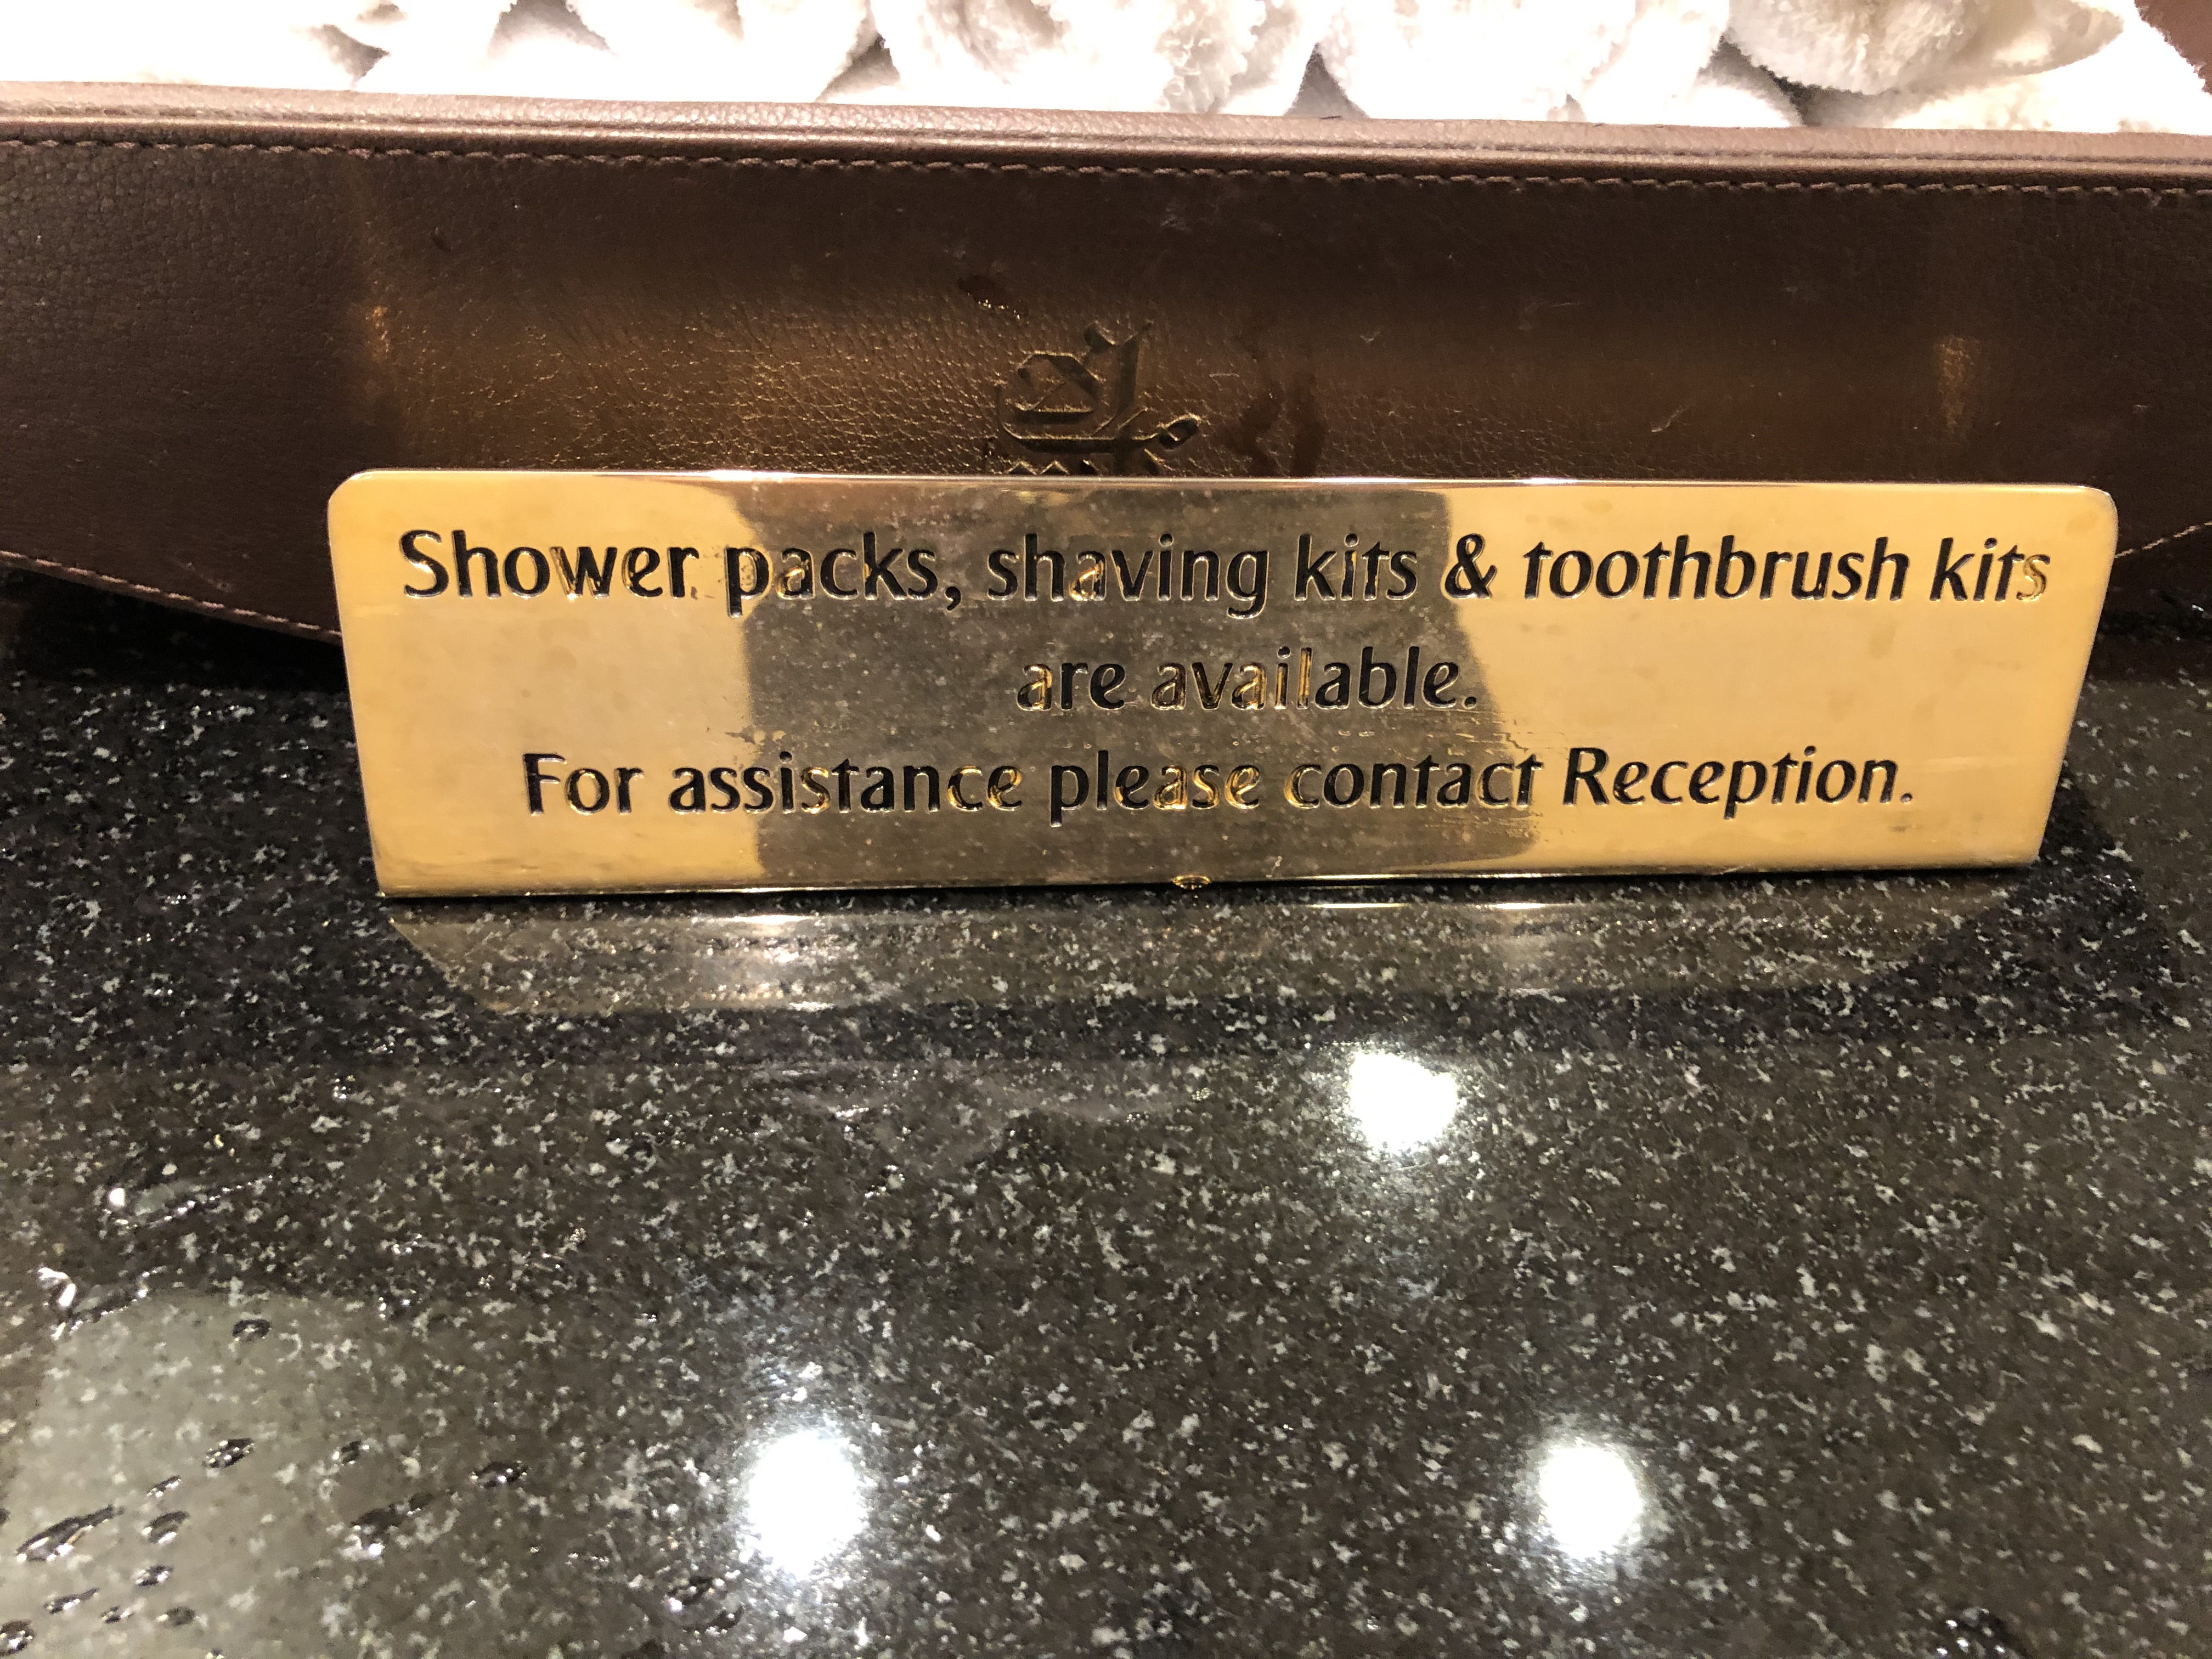 Shower packs, shaving kits & toothbrush kits
are available.
For assistance please contact Reception.